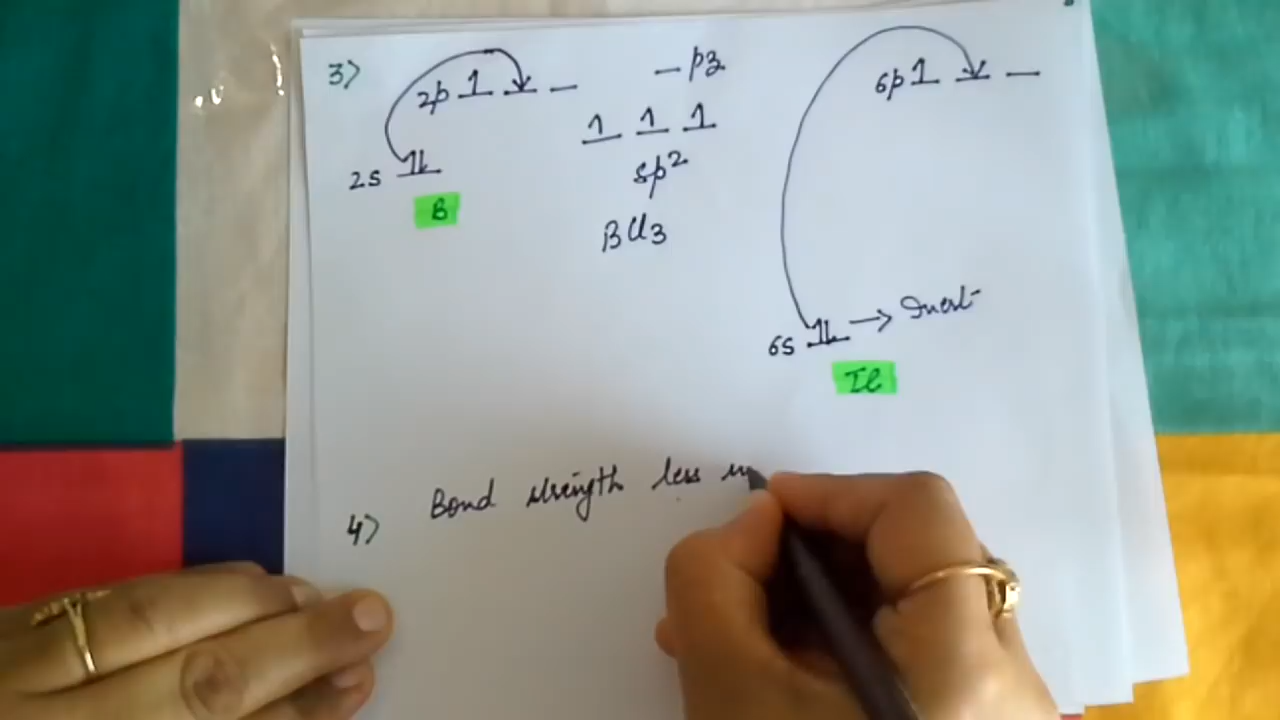 3)
2p 1
2s 1l
B
pz
1 1 1
sp²
BCl3
6p 1
6s 1l → Inert
Tl
4) Bond strength less in